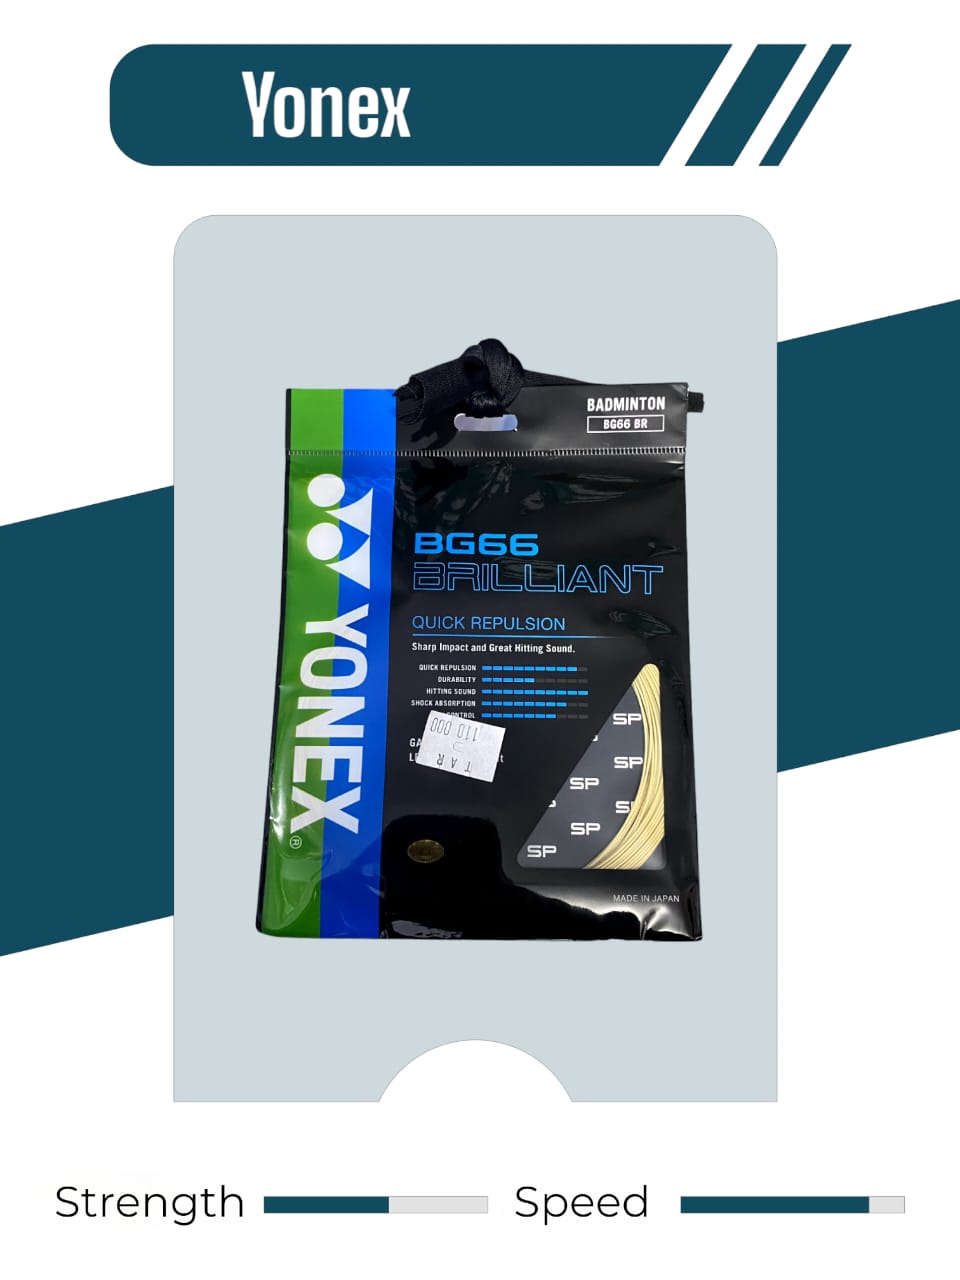 Yonex
BADMINTON
BG66 BR
YONEX®
BG66
BRILLIANT
QUICK REPULSION
Sharp Impact and Great Hitting Sound.
QUICK REPULSION
DURABILITY
HITTING SOUND
SHOCK ABSORPTION
CONTROL
110 000
T A R
SP
SP
SP
SP
SP
SP
MADE IN JAPAN
Strength
Speed